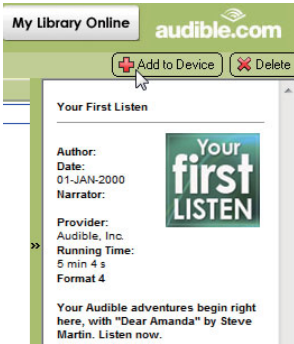 My Library Online
audible.com
Add to Device
Delete
Your First Listen
Author:
Date:
01-JAN-2000
Narrator:
Your
first
LISTEN
Provider:
Audible, Inc.
Running Time:
5 min 4 s
Format 4
»
Your Audible adventures begin right
here, with "Dear Amanda" by Steve
Martin. Listen now.